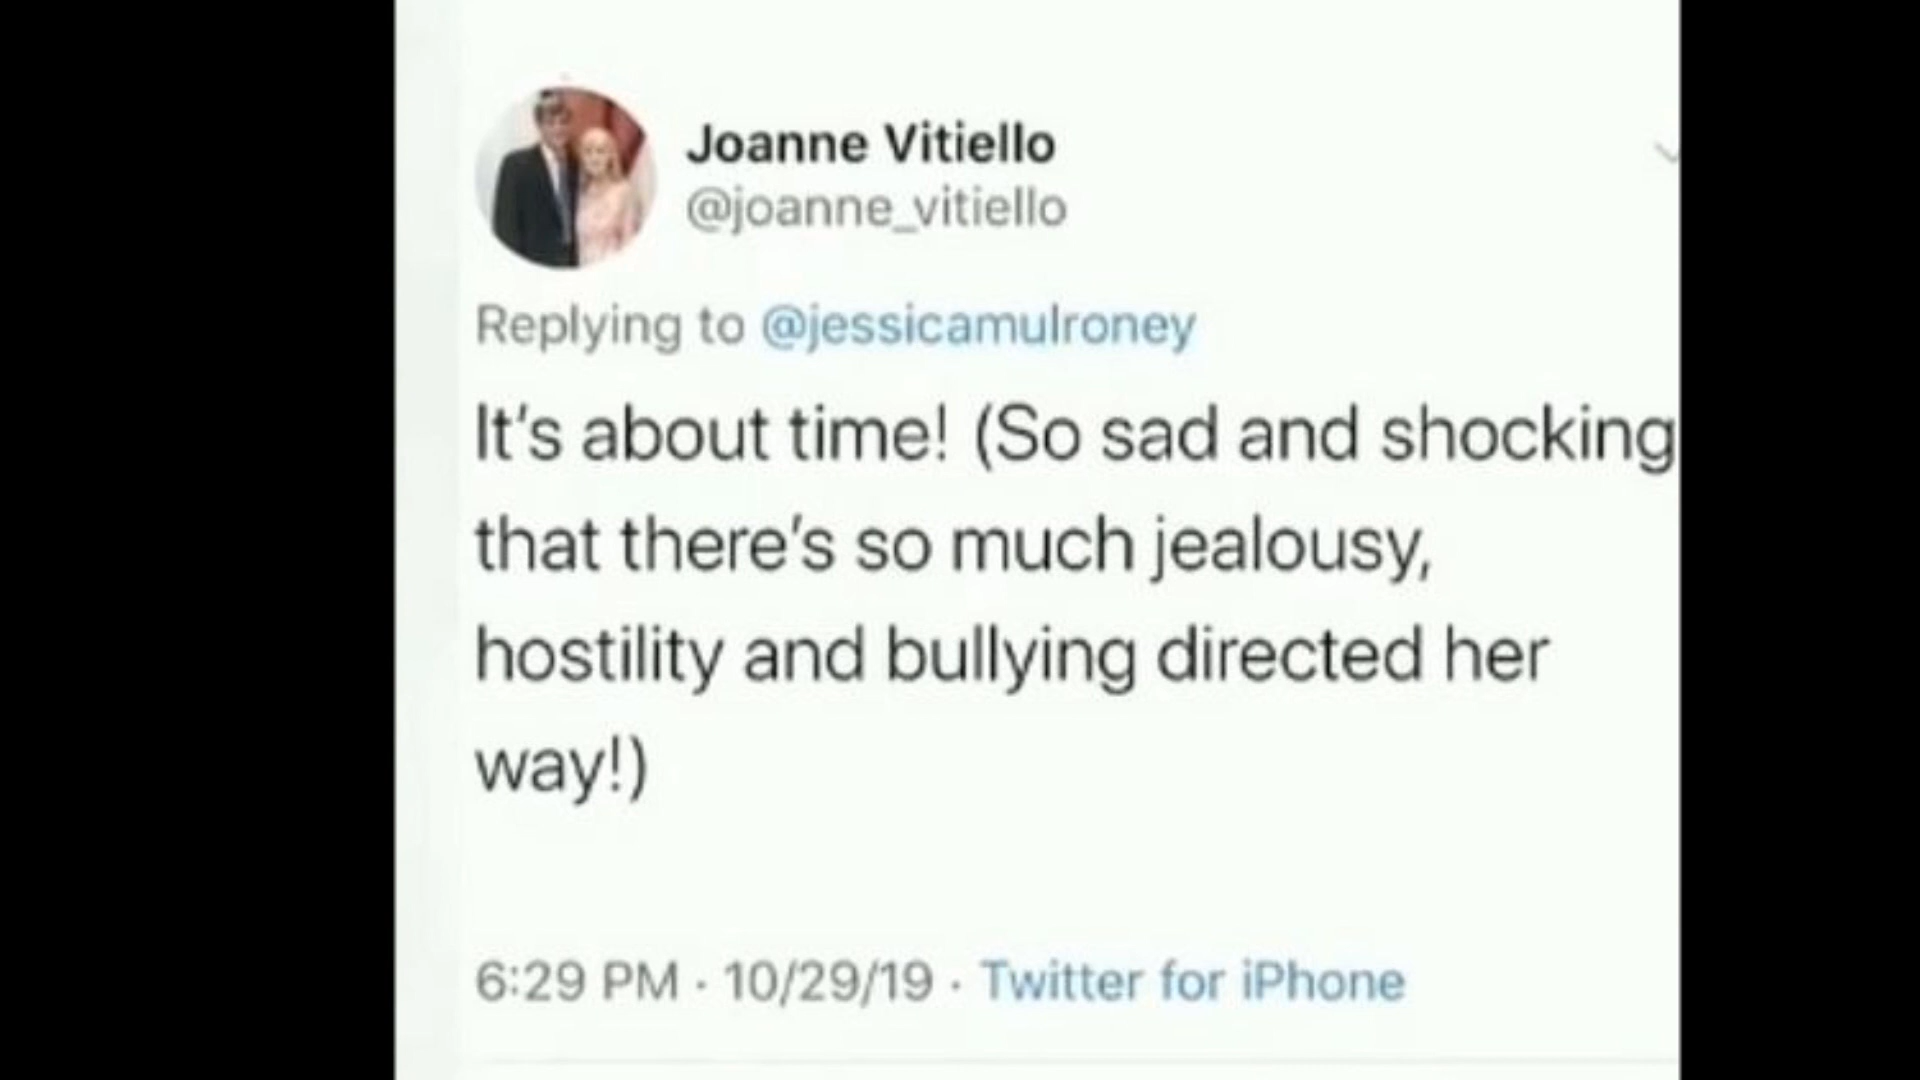 Joanne Vitiello
@joanne_vitiello
Replying to @jessicamulroney
It's about time! (So sad and shocking
that there's so much jealousy,
hostility and bullying directed her
way!)
6:29 PM · 10/29/19 · Twitter for iPhone